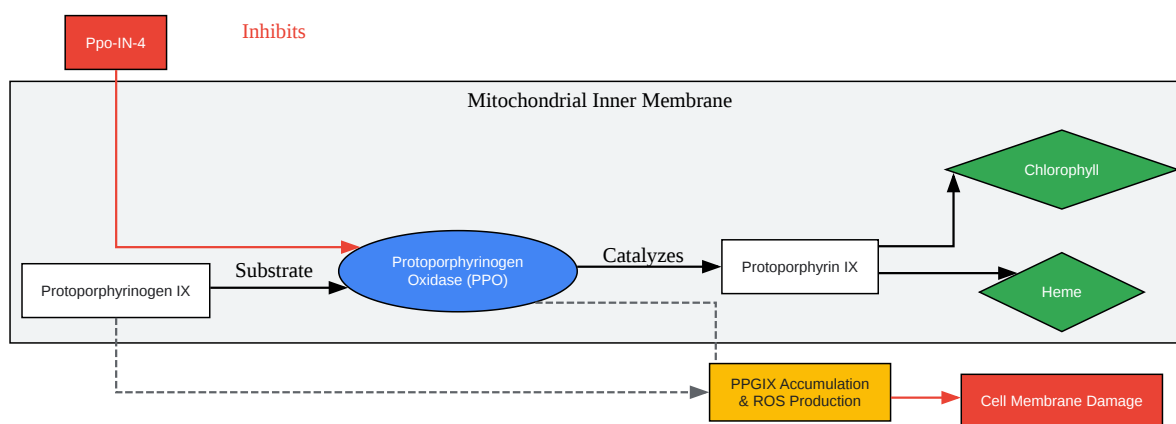 Ppo-IN-4
Inhibits
Mitochondrial Inner Membrane
Chlorophyll
Substrate
Protoporphyrinogen
Oxidase (PPO)
Catalyzes
Protoporphyrin IX
Protoporphyrinogen IX
Heme
PPGIX Accumulation
& ROS Production
Cell Membrane Damage